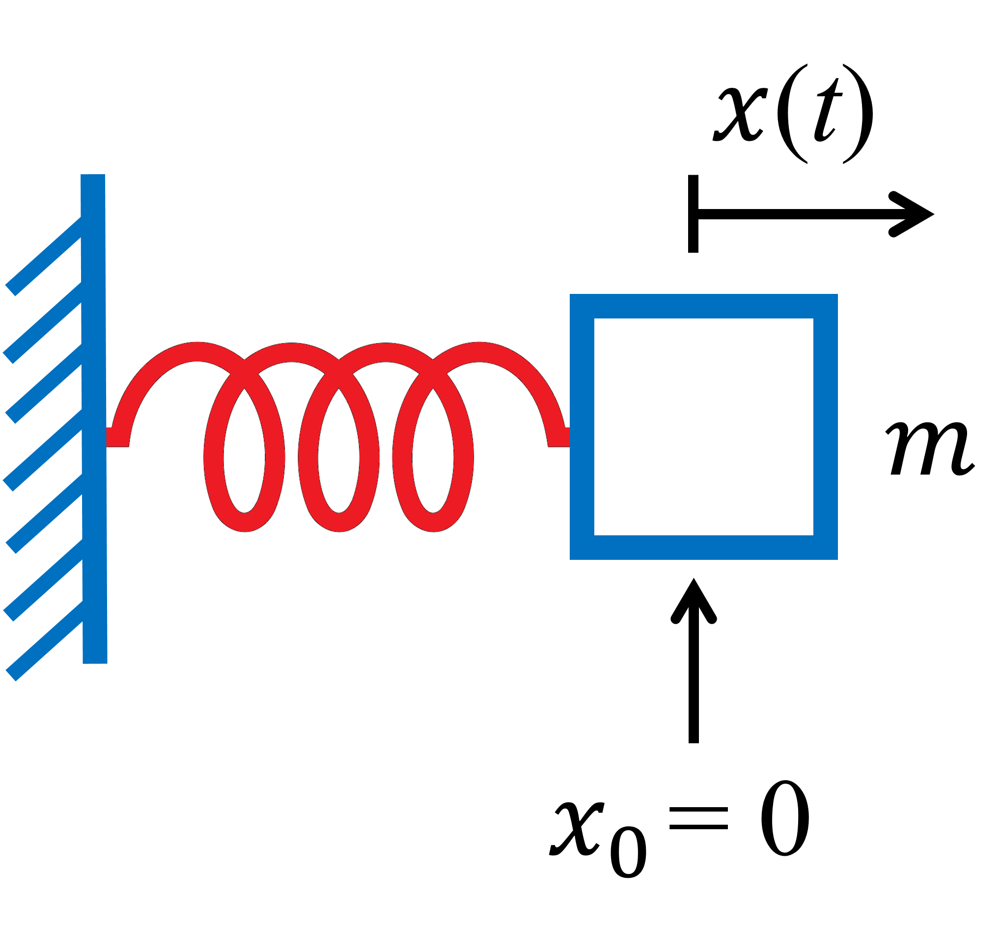 x(t)
m
x₀ = 0